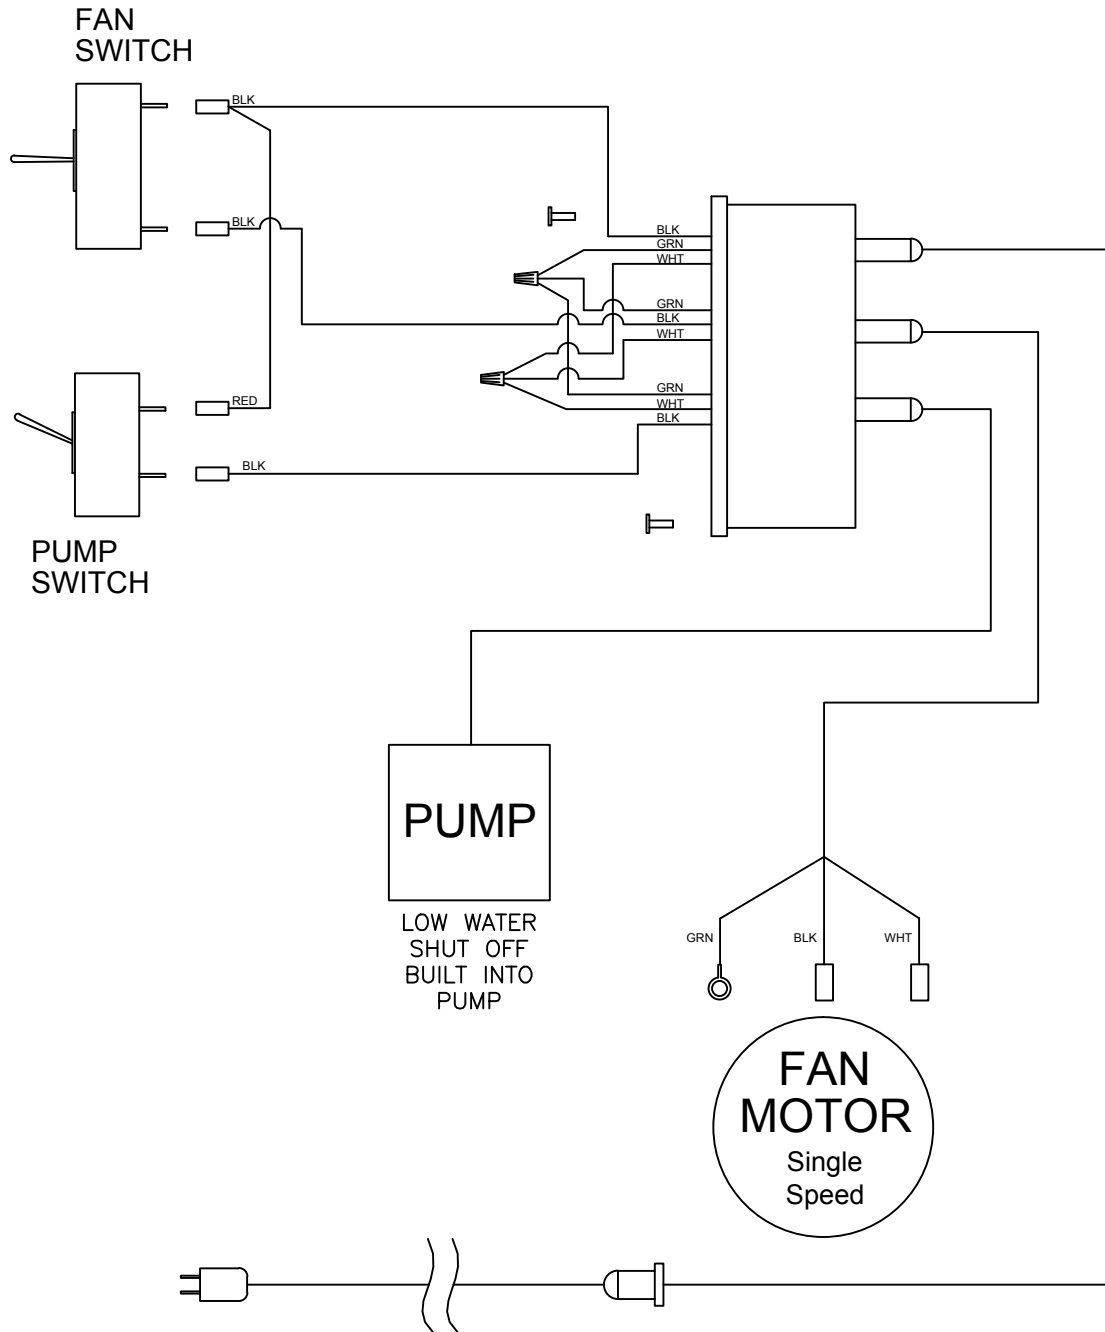 FAN
SWITCH
BLK
BLK
BLK
GRN
WHT
GRN
BLK
WHT
GRN
WHT
BLK
RED
BLK
PUMP
SWITCH
PUMP
LOW WATER
SHUT OFF
BUILT INTO
PUMP
GRN
BLK
WHT
FAN
MOTOR
Single
Speed